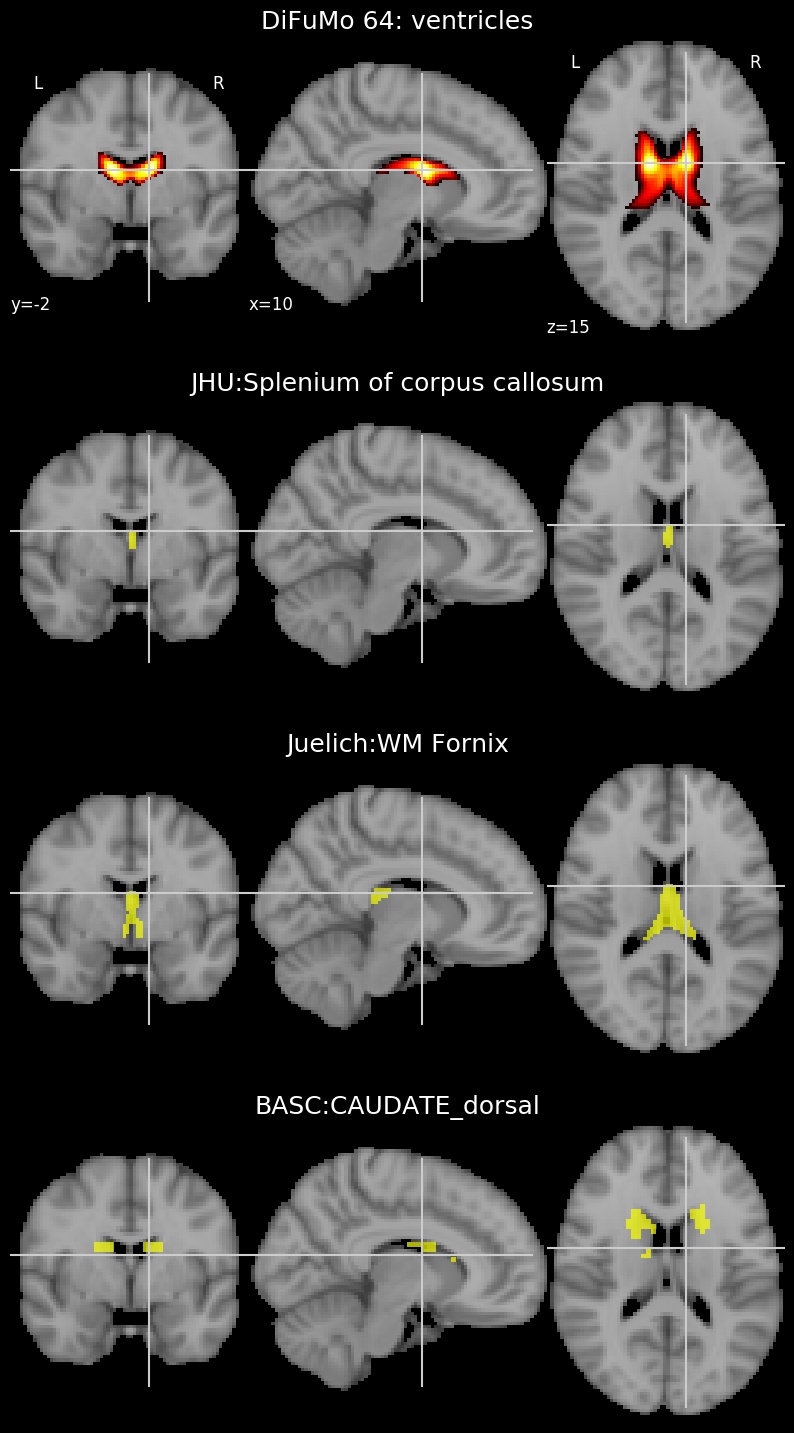 DiFuMo 64: ventricles
L R L R
y=-2 x=10 z=15
JHU:Splenium of corpus callosum
Juelich:WM Fornix
BASC:CAUDATE_dorsal